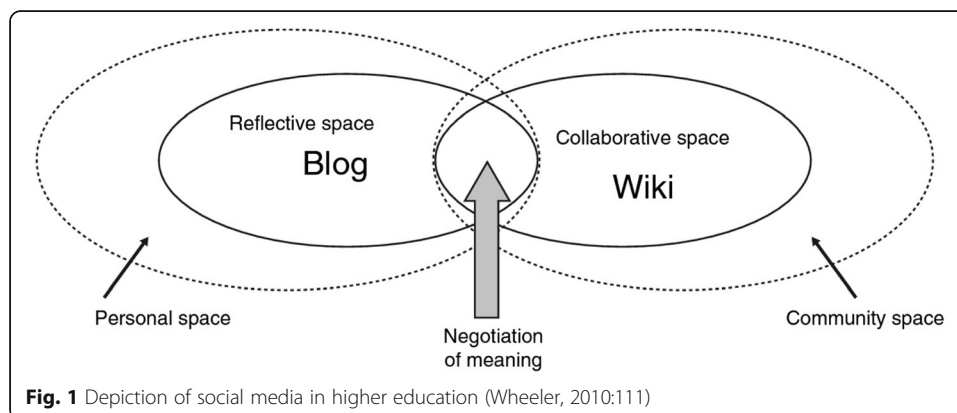 Reflective space
Blog
Collaborative space
Wiki
Personal space
Negotiation
of meaning
Community space
Fig. 1 Depiction of social media in higher education (Wheeler, 2010:111)